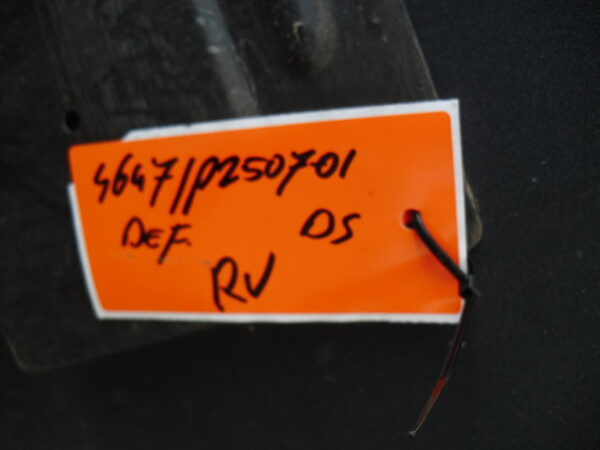 4647/P250701
DEF. DS
RV